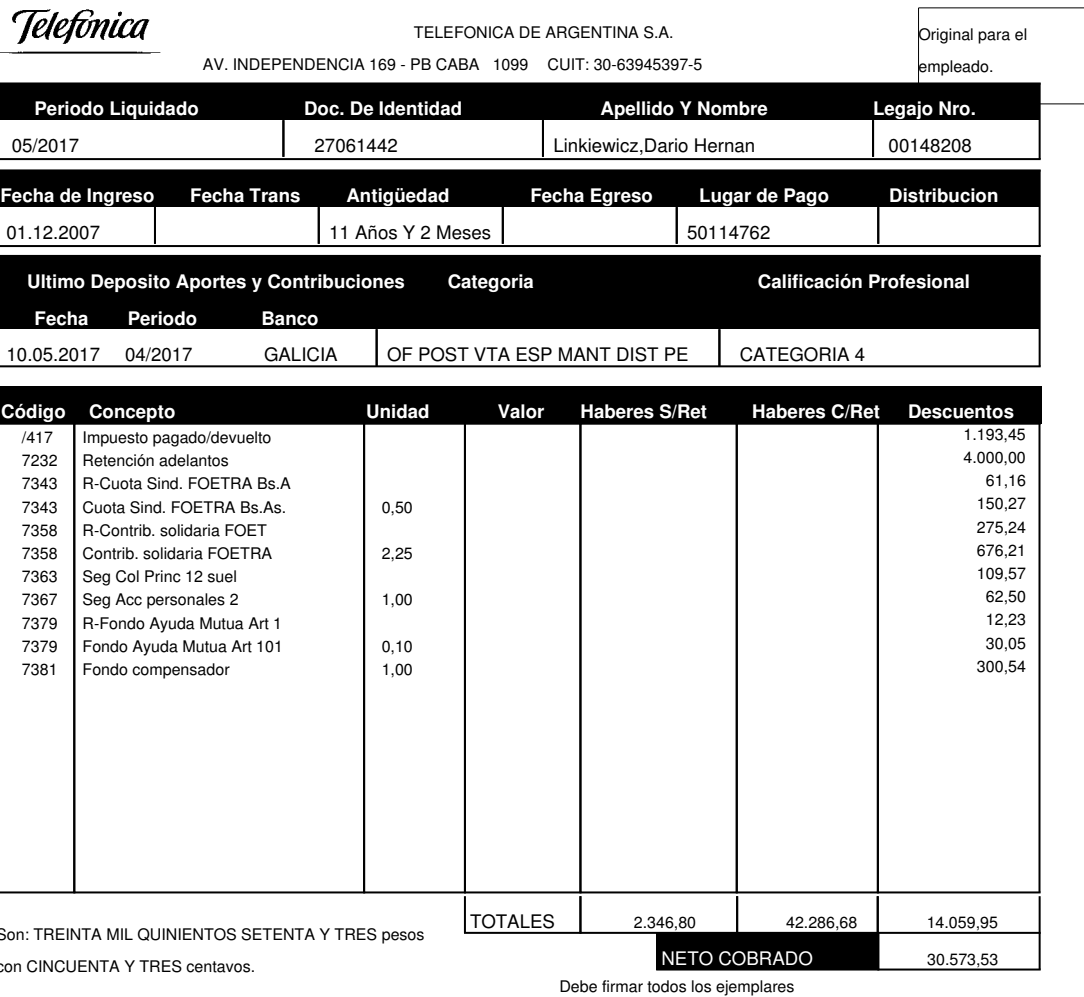 Telefónica
TELEFONICA DE ARGENTINA S.A.
Original para el
empleado.
AV. INDEPENDENCIA 169 - PB CABA 1099 CUIT: 30-63945397-5
Periodo Liquidado Doc. De Identidad Apellido Y Nombre Legajo Nro.
05/2017 27061442 Linkiewicz,Dario Hernan 00148208
Fecha de Ingreso Fecha Trans Antigüedad Fecha Egreso Lugar de Pago Distribucion
01.12.2007 11 Años Y 2 Meses 50114762
Ultimo Deposito Aportes y Contribuciones Categoria Calificación Profesional
Fecha Periodo Banco
10.05.2017 04/2017 GALICIA OF POST VTA ESP MANT DIST PE CATEGORIA 4
Código Concepto Unidad Valor Haberes S/Ret Haberes C/Ret Descuentos
/417 Impuesto pagado/devuelto 1.193,45
7232 Retención adelantos 4.000,00
7343 R-Cuota Sind. FOETRA Bs.A 61,16
7343 Cuota Sind. FOETRA Bs.As. 0,50 150,27
7358 R-Contrib. solidaria FOET 275,24
7358 Contrib. solidaria FOETRA 2,25 676,21
7363 Seg Col Princ 12 suel 109,57
7367 Seg Acc personales 2 1,00 62,50
7379 R-Fondo Ayuda Mutua Art 1 12,23
7379 Fondo Ayuda Mutua Art 101 0,10 30,05
7381 Fondo compensador 1,00 300,54
TOTALES 2.346,80 42.286,68 14.059,95
Son: TREINTA MIL QUINIENTOS SETENTA Y TRES pesos
con CINCUENTA Y TRES centavos.
NETO COBRADO 30.573,53
Debe firmar todos los ejemplares